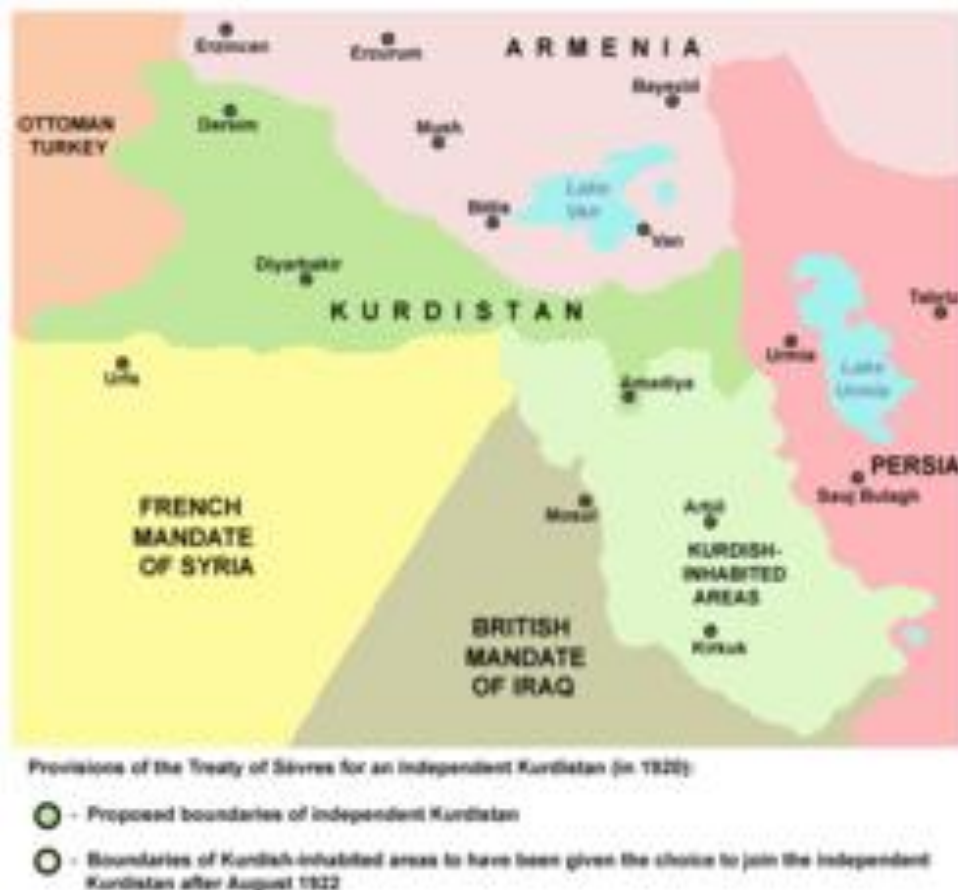 Erzincan
Erzurum
ARMENIA
Bayezid
OTTOMAN
TURKEY
Dersim
Mush
Lake
Van
Bitlis
Van
Diyarbakir
KURDISTAN
Tabriz
Urmia
Urfa
Amadiya
Lake
Urmia
PERSIA
Sauj Bulagh
FRENCH
MANDATE
OF SYRIA
Mosul
Arbil
KURDISH-
INHABITED
AREAS
BRITISH
MANDATE
OF IRAQ
Kirkuk
Provisions of the Treaty of Sèvres for an independent Kurdistan (in 1920):
- Proposed boundaries of independent Kurdistan
- Boundaries of Kurdish-inhabited areas to have been given the choice to join the independent
Kurdistan after August 1922